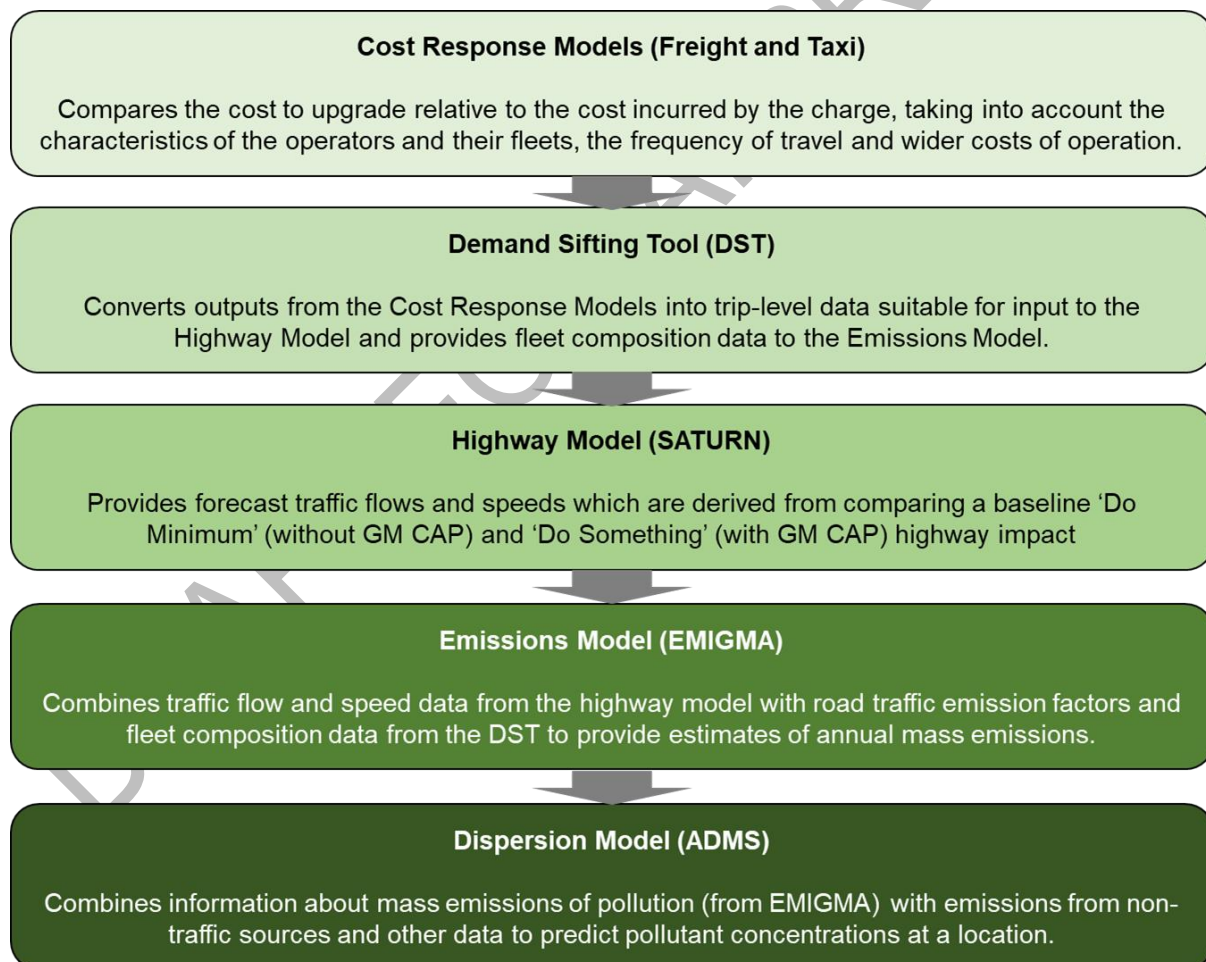 Cost Response Models (Freight and Taxi)
Compares the cost to upgrade relative to the cost incurred by the charge, taking into account the
characteristics of the operators and their fleets, the frequency of travel and wider costs of operation.
Demand Sifting Tool (DST)
Converts outputs from the Cost Response Models into trip-level data suitable for input to the
Highway Model and provides fleet composition data to the Emissions Model.
Highway Model (SATURN)
Provides forecast traffic flows and speeds which are derived from comparing a baseline ‘Do
Minimum’ (without GM CAP) and ‘Do Something’ (with GM CAP) highway impact
Emissions Model (EMIGMA)
Combines traffic flow and speed data from the highway model with road traffic emission factors and
fleet composition data from the DST to provide estimates of annual mass emissions.
Dispersion Model (ADMS)
Combines information about mass emissions of pollution (from EMIGMA) with emissions from non-
traffic sources and other data to predict pollutant concentrations at a location.